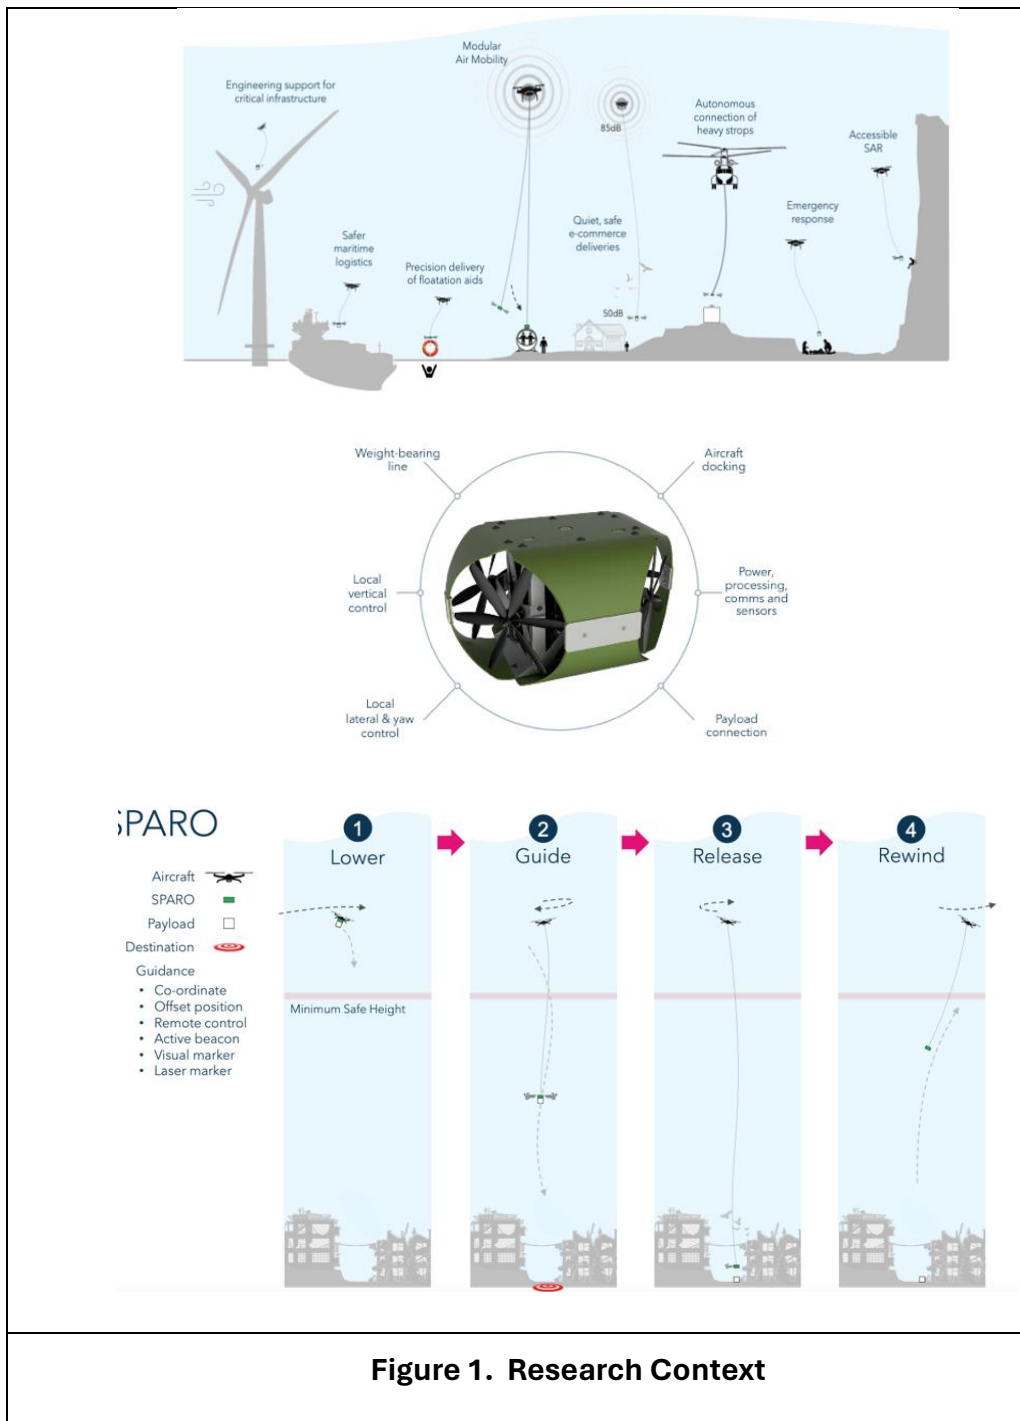 Modular
Air Mobility
Engineering support for
critical infrastructure
85dB
Autonomous
connection of
heavy strops
Accessible
SAR
Safer
maritime
logistics
Precision delivery
of floatation aids
Quiet, safe
e-commerce
deliveries
50dB
Emergency
response
Weight-bearing
line
Aircraft
docking
Local
vertical
control
Power,
processing,
comms and
sensors
Local
lateral & yaw
control
Payload
connection
SPARO
Aircraft
SPARO
Payload
Destination
Guidance
• Co-ordinate
• Offset position
• Remote control
• Active beacon
• Visual marker
• Laser marker
1
Lower
2
Guide
3
Release
4
Rewind
Minimum Safe Height
Figure 1. Research Context